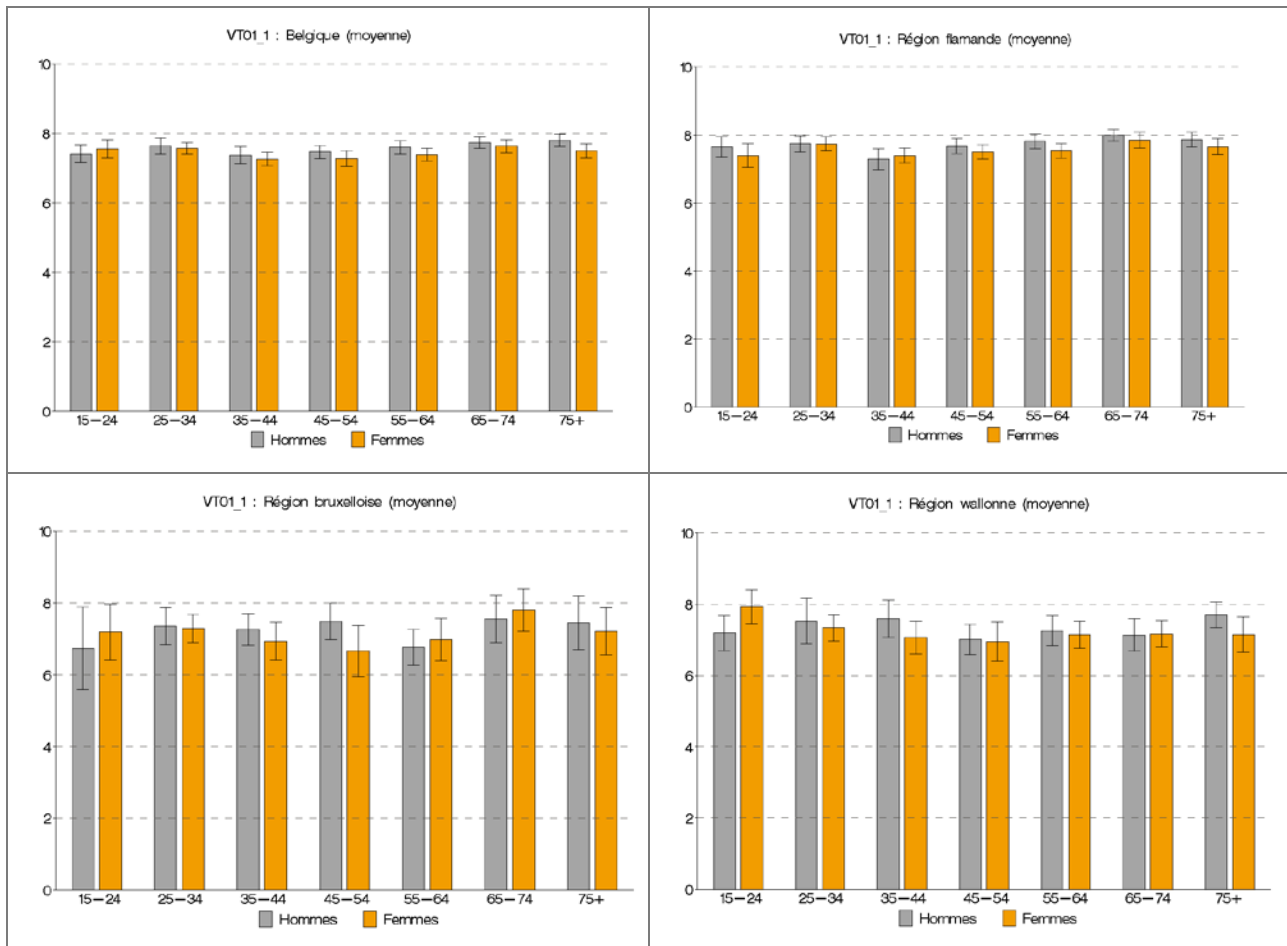 VT01_1 : Belgique (moyenne)
10
8
6
4
2
0
15–24 25–34 35–44 45–54 55–64 65–74 75+
Hommes Femmes
VT01_1 : Région flamande (moyenne)
10
8
6
4
2
0
15–24 25–34 35–44 45–54 55–64 65–74 75+
Hommes Femmes
VT01_1 : Région bruxelloise (moyenne)
10
8
6
4
2
0
15–24 25–34 35–44 45–54 55–64 65–74 75+
Hommes Femmes
VT01_1 : Région wallonne (moyenne)
10
8
6
4
2
0
15–24 25–34 35–44 45–54 55–64 65–74 75+
Hommes Femmes